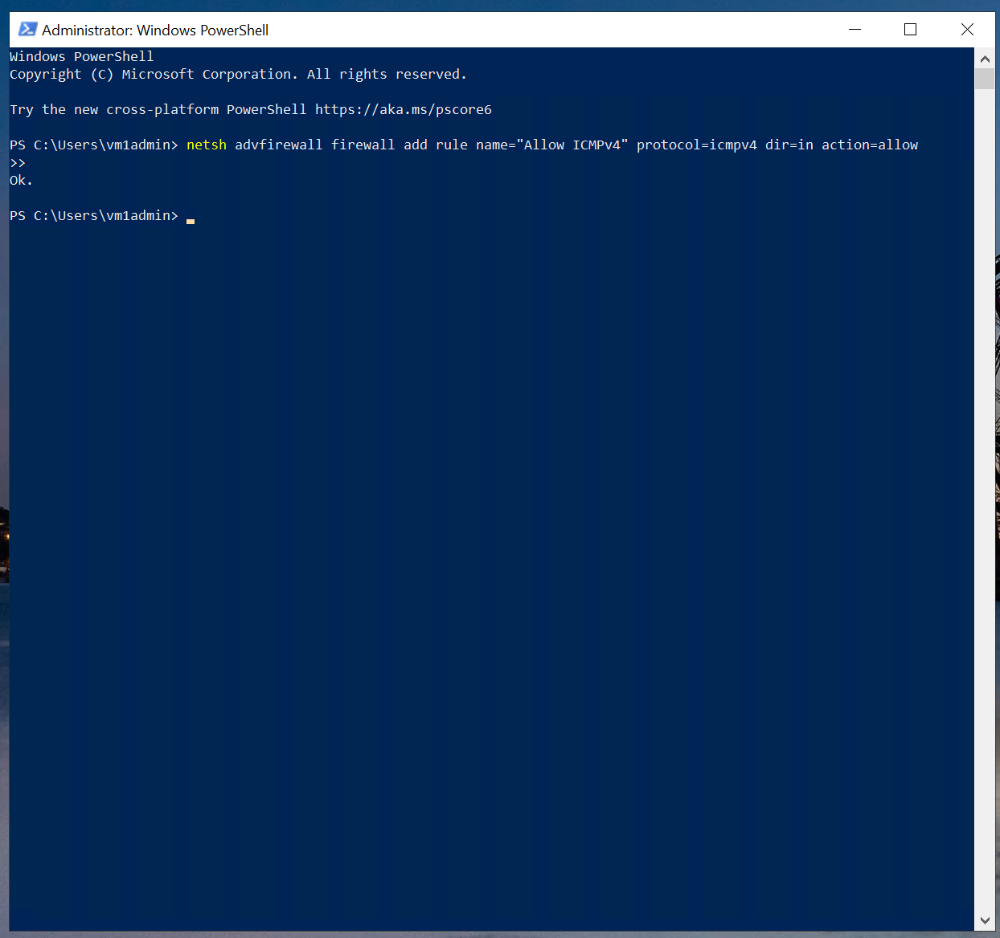 Administrator: Windows PowerShell
Windows PowerShell
Copyright (C) Microsoft Corporation. All rights reserved.
Try the new cross-platform PowerShell https://aka.ms/pscore6
PS C:\Users\vm1admin> netsh advfirewall firewall add rule name="Allow ICMPv4" protocol=icmpv4 dir=in action=allow
>>
Ok.
PS C:\Users\vm1admin>